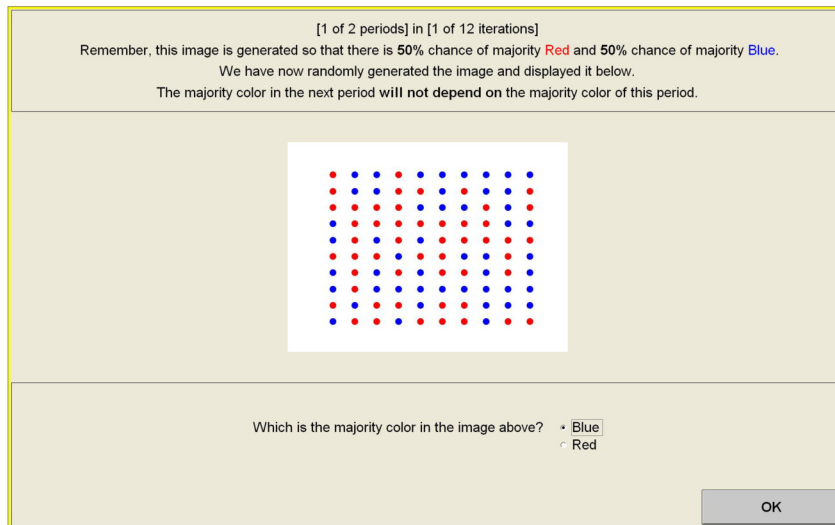 [1 of 2 periods] in [1 of 12 iterations]
Remember, this image is generated so that there is 50% chance of majority Red and 50% chance of majority Blue.
We have now randomly generated the image and displayed it below.
The majority color in the next period will not depend on the majority color of this period.
Which is the majority color in the image above? Blue
Red
OK